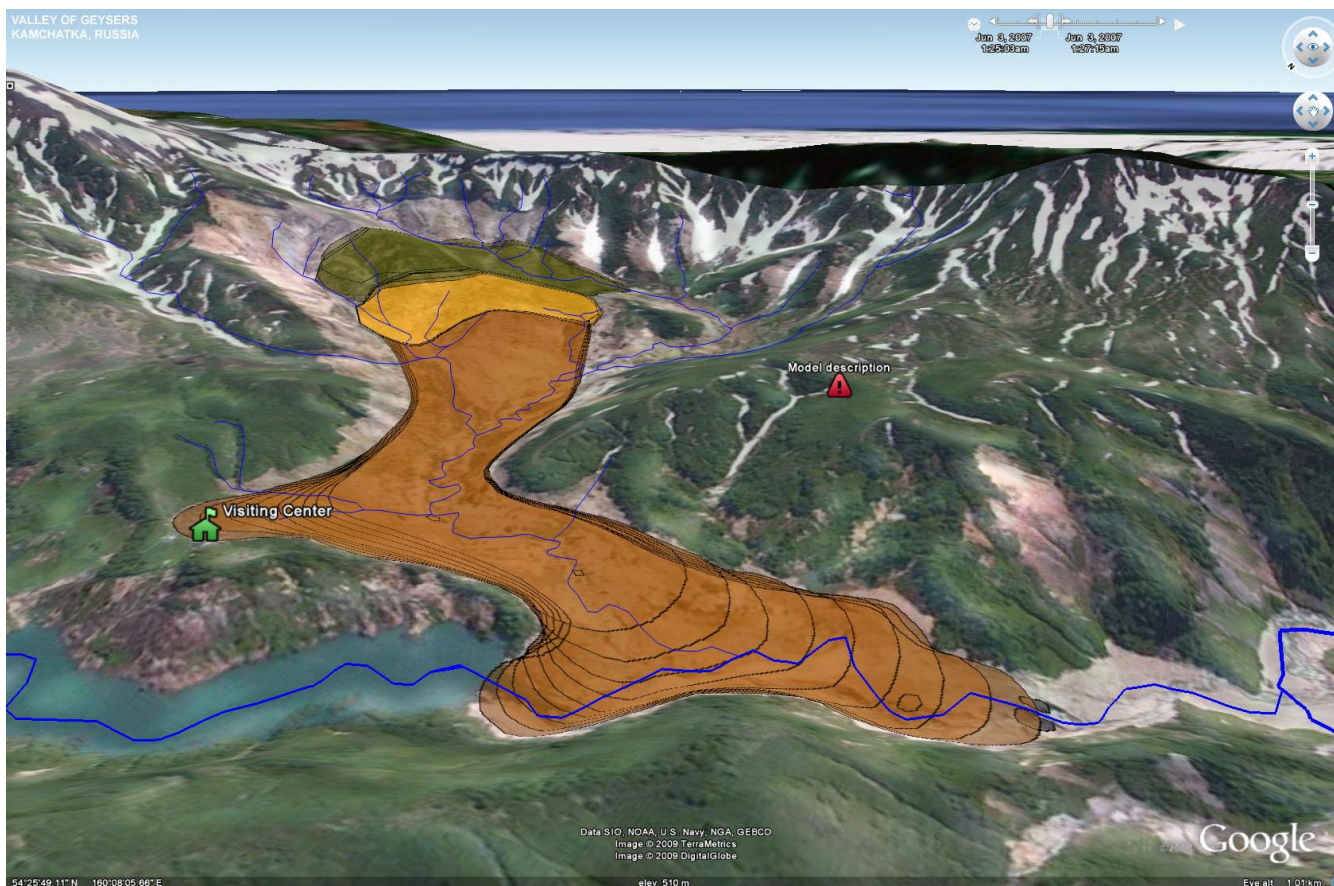 VALLEY OF GEYSERS
KAMCHATKA, RUSSIA
Jun 3, 2007
1:25:03am
Jun 3, 2007
1:27:15am
N
Model description
Visiting Center
Data SIO, NOAA, U.S. Navy, NGA, GEBCO
Image © 2009 TerraMetrics
Image © 2009 DigitalGlobe
Google
54°25'49.11" N 160°08'05.66" E
elev 510 m
Eye alt 1.01 km